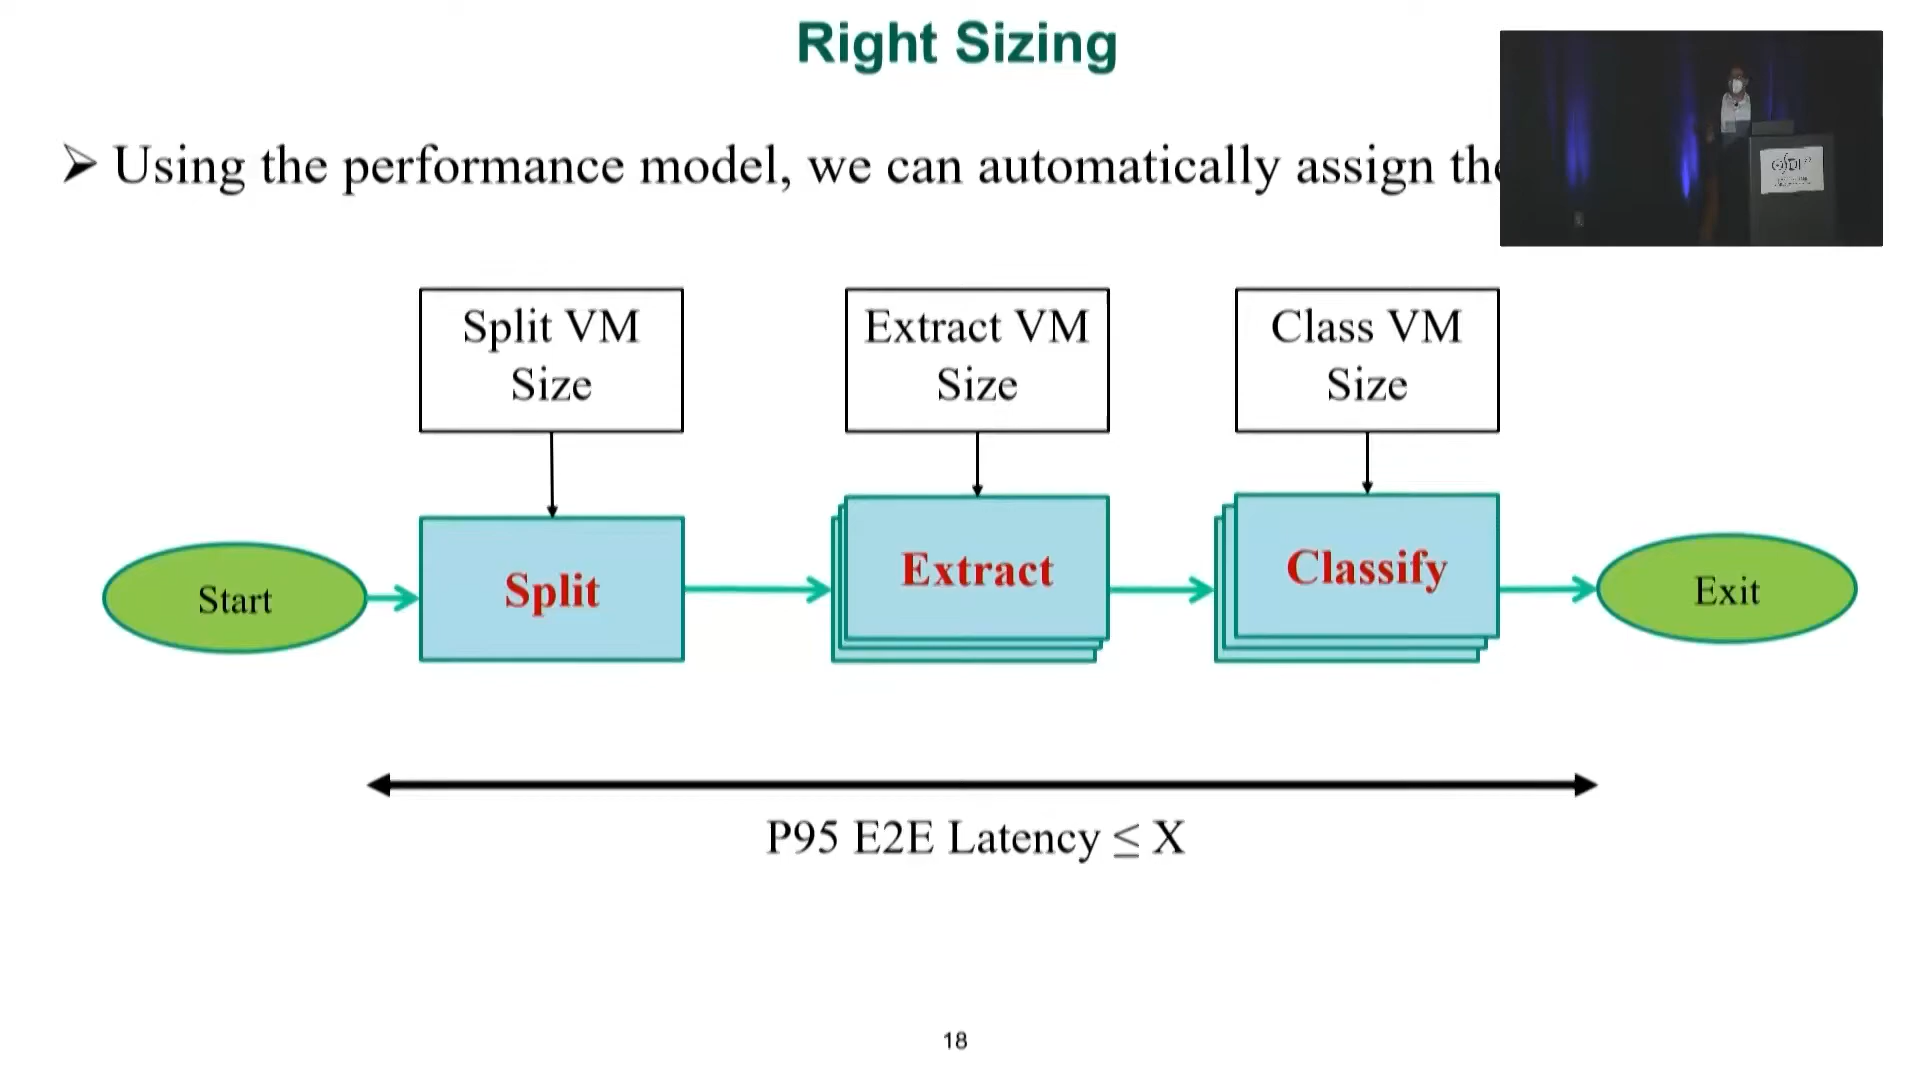 Right Sizing
➢ Using the performance model, we can automatically assign the
Split VM
Size
Extract VM
Size
Class VM
Size
Start
Split
Extract
Classify
Exit
P95 E2E Latency ≤ X
18